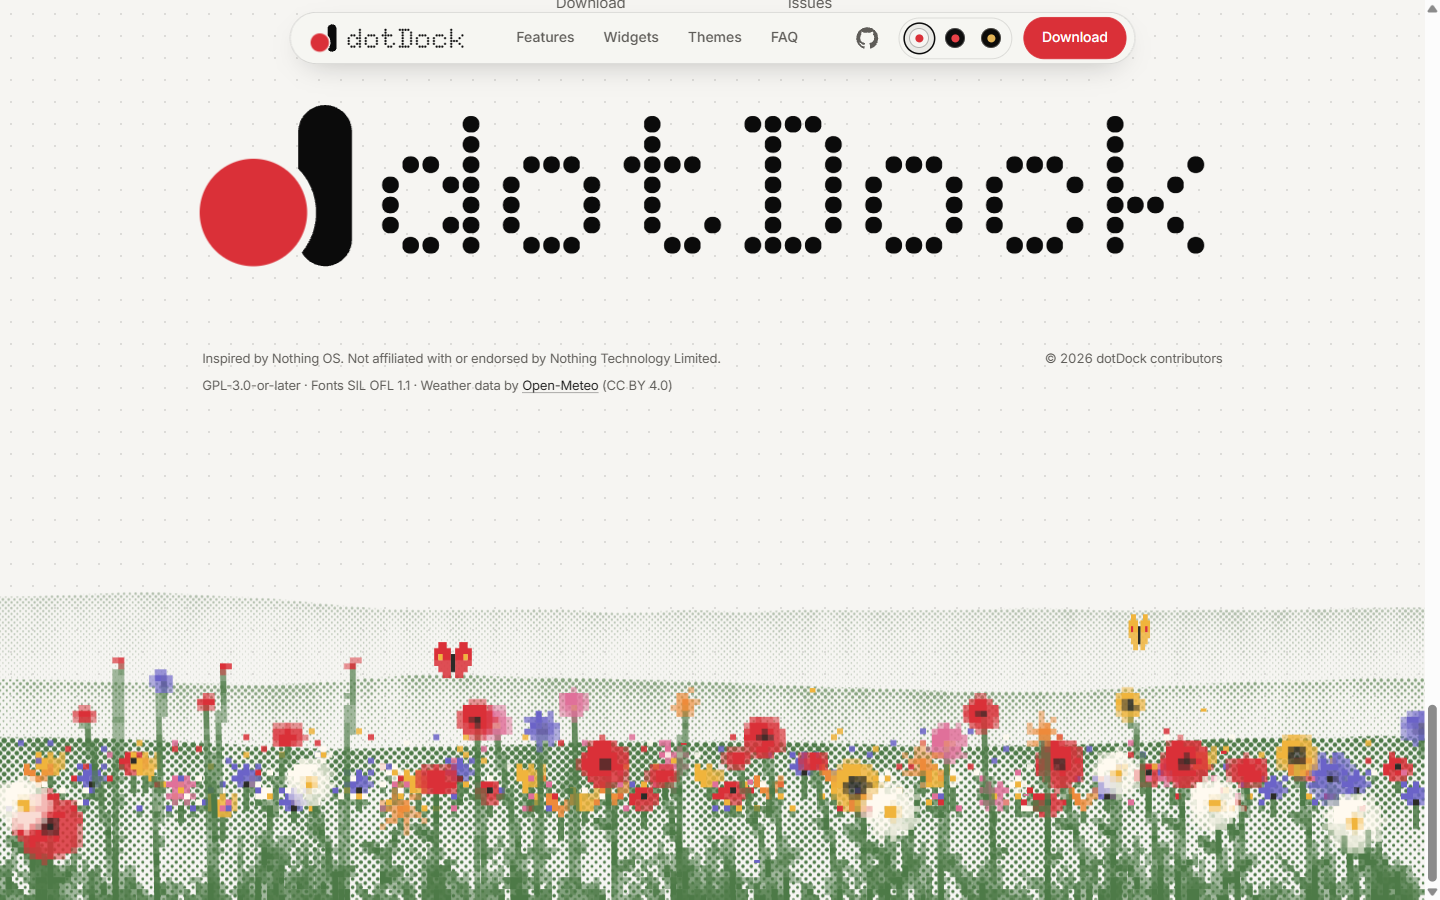 Download
Issues
dotDock
Features
Widgets
Themes
FAQ
Download
dotDock
Inspired by Nothing OS. Not affiliated with or endorsed by Nothing Technology Limited.
© 2026 dotDock contributors
GPL-3.0-or-later · Fonts SIL OFL 1.1 · Weather data by Open-Meteo (CC BY 4.0)